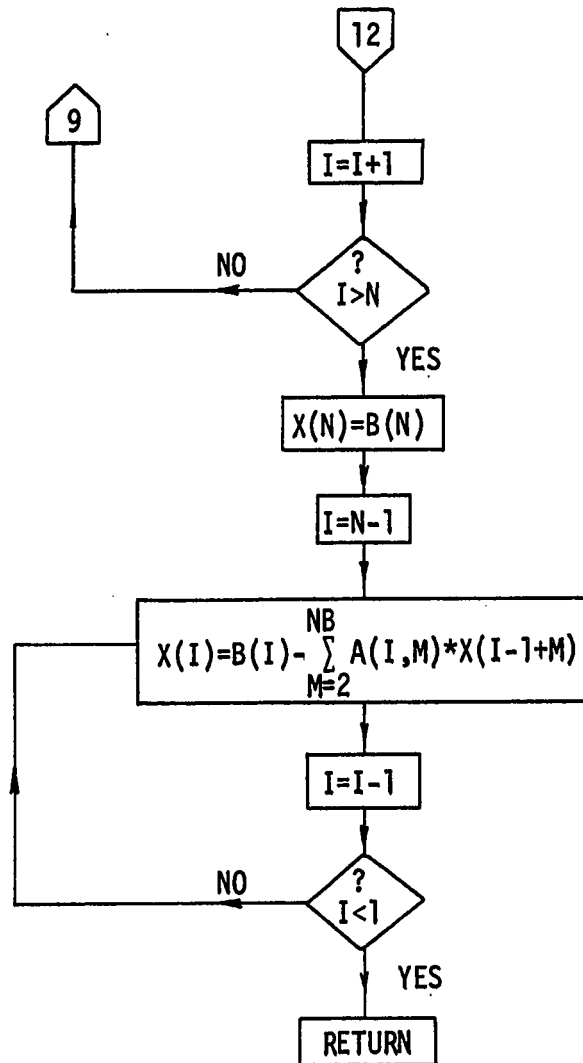 12
9
I=I+1
NO
?
I>N
YES
X(N)=B(N)
I=N-1
NB
X(I)=B(I)- ∑ A(I,M)*X(I-1+M)
M=2
I=I-1
NO
?
I<1
YES
RETURN